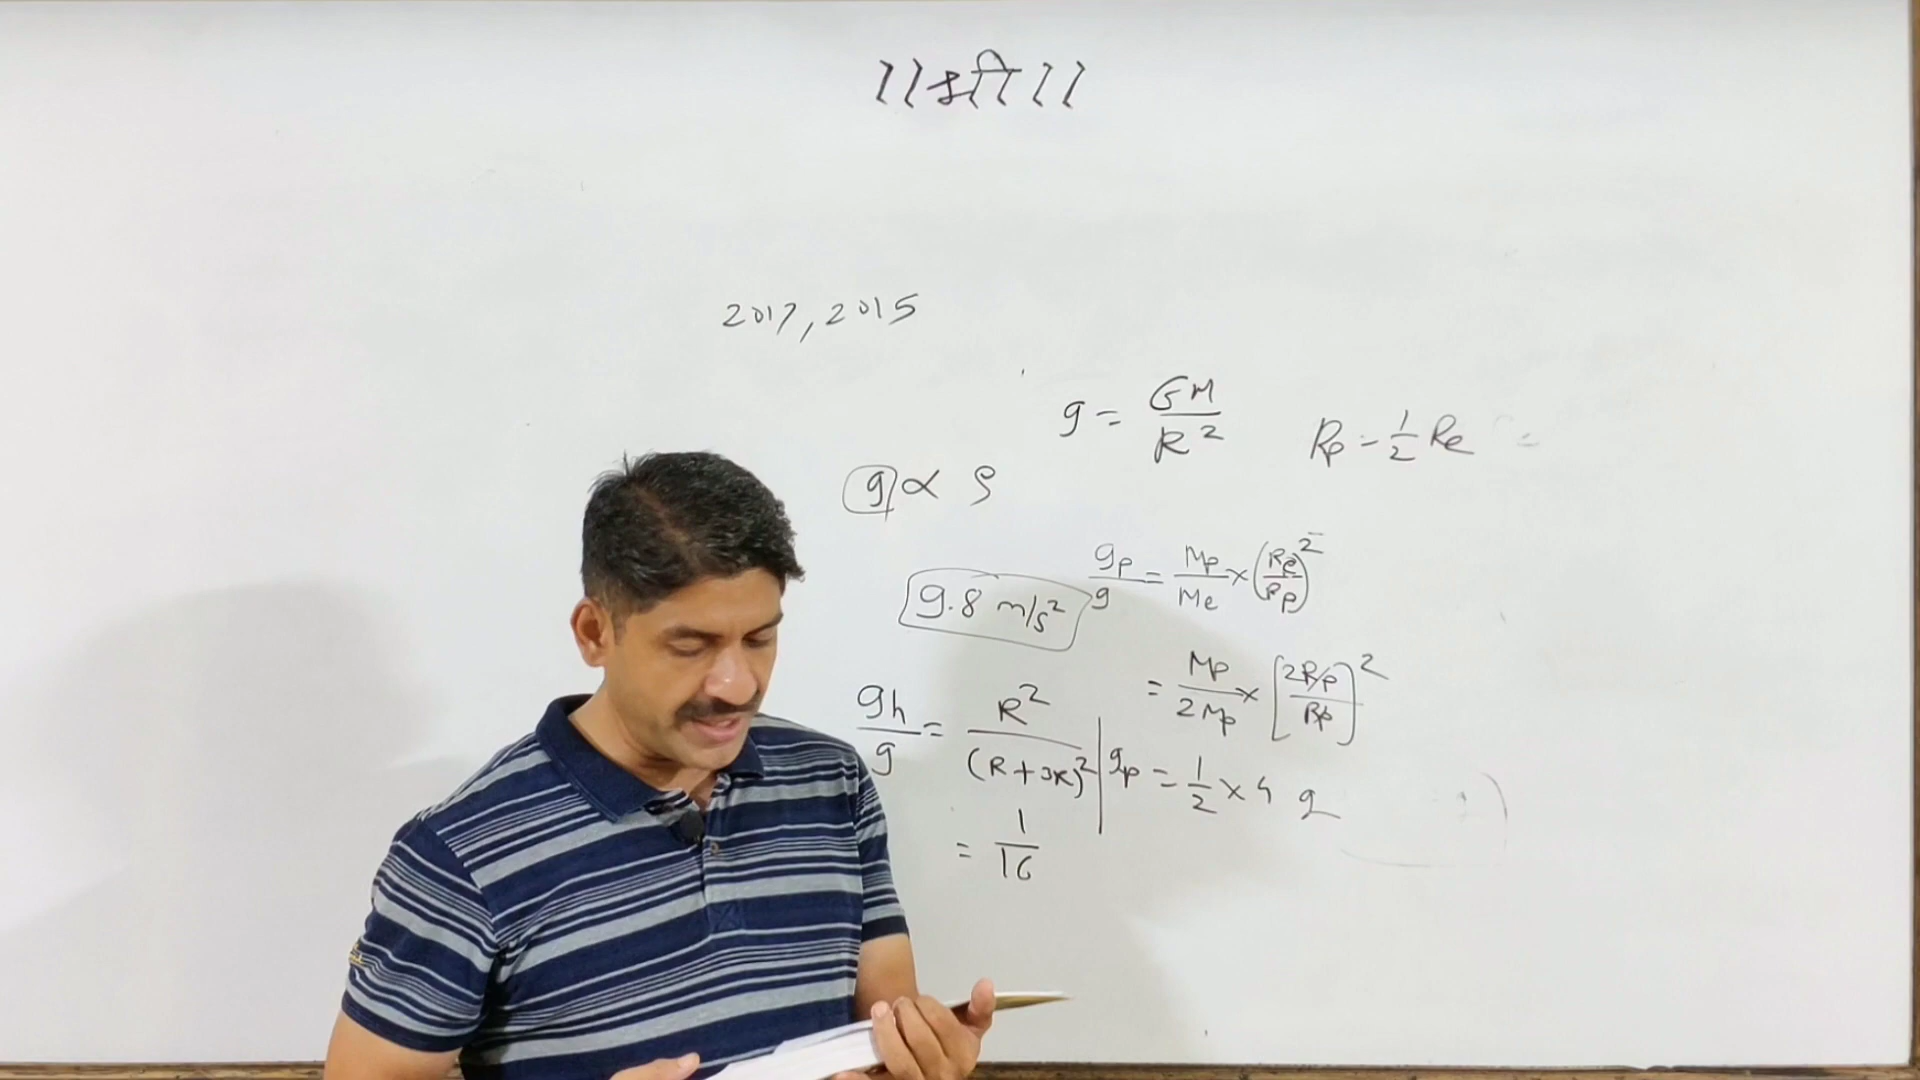 ॥ श्री ॥
2017, 2015
g = GM/R² Rp = 1/2 Re =
g ∝ ρ
gp/g = Mp/Me × (Re/Rp)²
9.8 m/s²
= Mp/2Mp × [2Rp/Rp]²
gh/g = R²/(R+3R)²
gp = 1/2 × 4 g
= 1/16